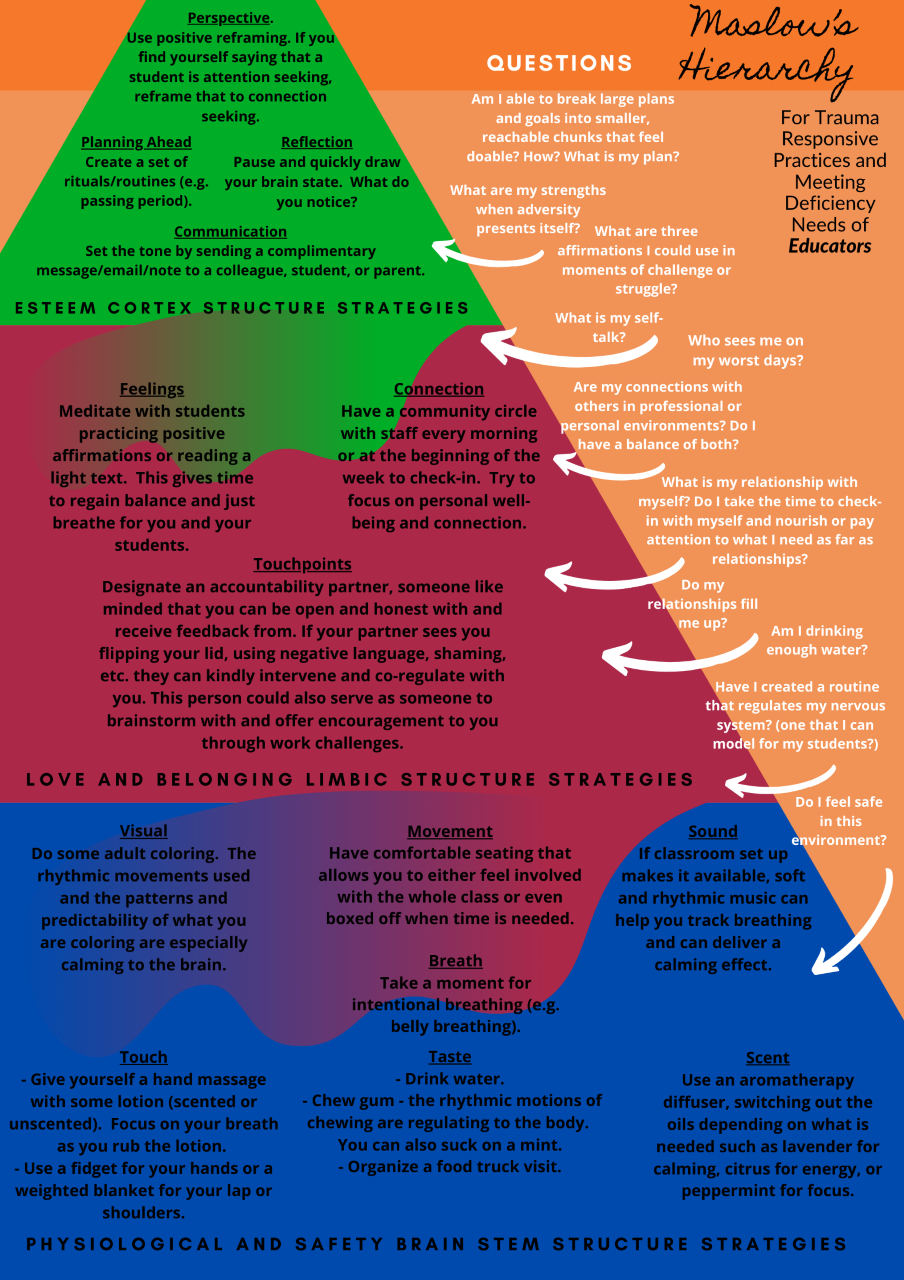 Maslow's
Hierarchy
For Trauma
Responsive
Practices and
Meeting
Deficiency
Needs of
Educators
Perspective.
Use positive reframing. If you
find yourself saying that a
student is attention seeking,
reframe that to connection
seeking.
Planning Ahead
Create a set of
rituals/routines (e.g.
passing period).
Reflection
Pause and quickly draw
your brain state. What do
you notice?
Communication
Set the tone by sending a complimentary
message/email/note to a colleague, student, or parent.
ESTEEM CORTEX STRUCTURE STRATEGIES
QUESTIONS
Am I able to break large plans
and goals into smaller,
reachable chunks that feel
doable? How? What is my plan?
What are my strengths
when adversity
presents itself?
What are three
affirmations I could use in
moments of challenge or
struggle?
What is my self-
talk?
Who sees me on
my worst days?
Are my connections with
others in professional or
personal environments? Do I
have a balance of both?
What is my relationship with
myself? Do I take the time to check-
in with myself and nourish or pay
attention to what I need as far as
relationships?
Do my
relationships fill
me up?
Am I drinking
enough water?
Have I created a routine
that regulates my nervous
system? (one that I can
model for my students?)
Do I feel safe
in this
environment?
Feelings
Meditate with students
practicing positive
affirmations or reading a
light text. This gives time
to regain balance and just
breathe for you and your
students.
Connection
Have a community circle
with staff every morning
or at the beginning of the
week to check-in. Try to
focus on personal well-
being and connection.
Touchpoints
Designate an accountability partner, someone like
minded that you can be open and honest with and
receive feedback from. If your partner sees you
flipping your lid, using negative language, shaming,
etc. they can kindly intervene and co-regulate with
you. This person could also serve as someone to
brainstorm with and offer encouragement to you
through work challenges.
LOVE AND BELONGING LIMBIC STRUCTURE STRATEGIES
Visual
Do some adult coloring. The
rhythmic movements used
and the patterns and
predictability of what you
are coloring are especially
calming to the brain.
Movement
Have comfortable seating that
allows you to either feel involved
with the whole class or even
boxed off when time is needed.
Sound
If classroom set up
makes it available, soft
and rhythmic music can
help you track breathing
and can deliver a
calming effect.
Breath
Take a moment for
intentional breathing (e.g.
belly breathing).
Touch
- Give yourself a hand massage
with some lotion (scented or
unscented). Focus on your breath
as you rub the lotion.
- Use a fidget for your hands or a
weighted blanket for your lap or
shoulders.
Taste
- Drink water.
- Chew gum - the rhythmic motions of
chewing are regulating to the body.
You can also suck on a mint.
- Organize a food truck visit.
Scent
Use an aromatherapy
diffuser, switching out the
oils depending on what is
needed such as lavender for
calming, citrus for energy, or
peppermint for focus.
PHYSIOLOGICAL AND SAFETY BRAIN STEM STRUCTURE STRATEGIES